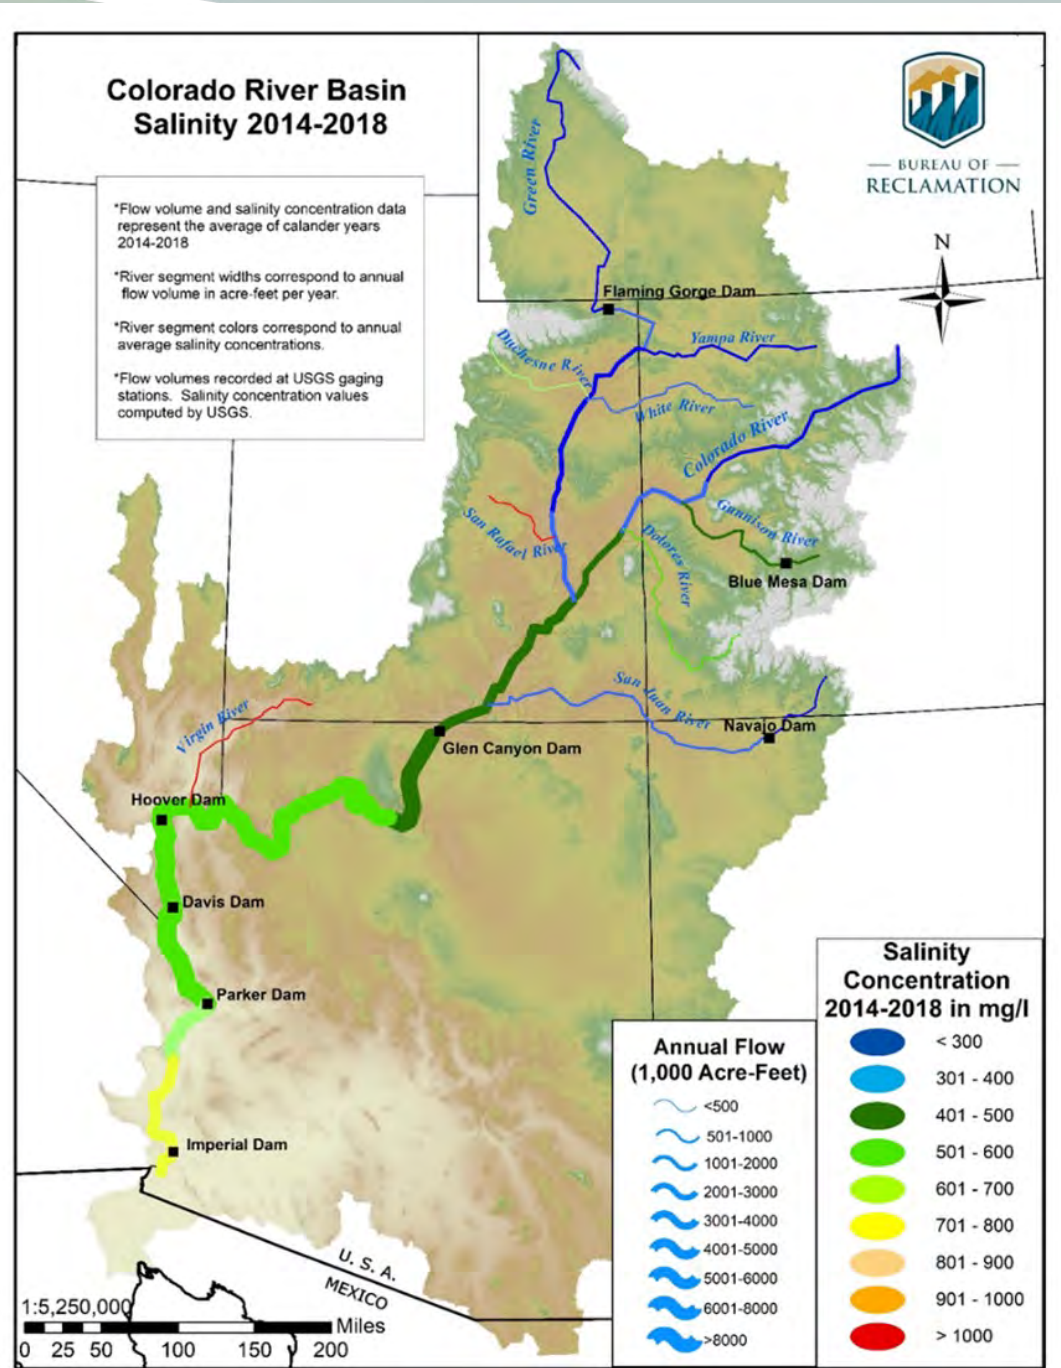 Colorado River Basin
Salinity 2014-2018
*Flow volume and salinity concentration data
represent the average of calander years
2014-2018
*River segment widths correspond to annual
flow volume in acre-feet per year.
*River segment colors correspond to annual
average salinity concentrations.
*Flow volumes recorded at USGS gaging
stations. Salinity concentration values
computed by USGS.
BUREAU OF
RECLAMATION
N
Green River
Flaming Gorge Dam
Duchesne River
Yampa River
White River
Colorado River
San Rafael River
Gunnison River
Dolores River
Blue Mesa Dam
San Juan River
Virgin River
Navajo Dam
Glen Canyon Dam
Hoover Dam
Davis Dam
Parker Dam
Imperial Dam
U. S. A.
MEXICO
1:5,250,000
Miles
0 25 50 100 150 200
Annual Flow
(1,000 Acre-Feet)
<500
501-1000
1001-2000
2001-3000
3001-4000
4001-5000
5001-6000
6001-8000
>8000
Salinity
Concentration
2014-2018 in mg/l
< 300
301 - 400
401 - 500
501 - 600
601 - 700
701 - 800
801 - 900
901 - 1000
> 1000